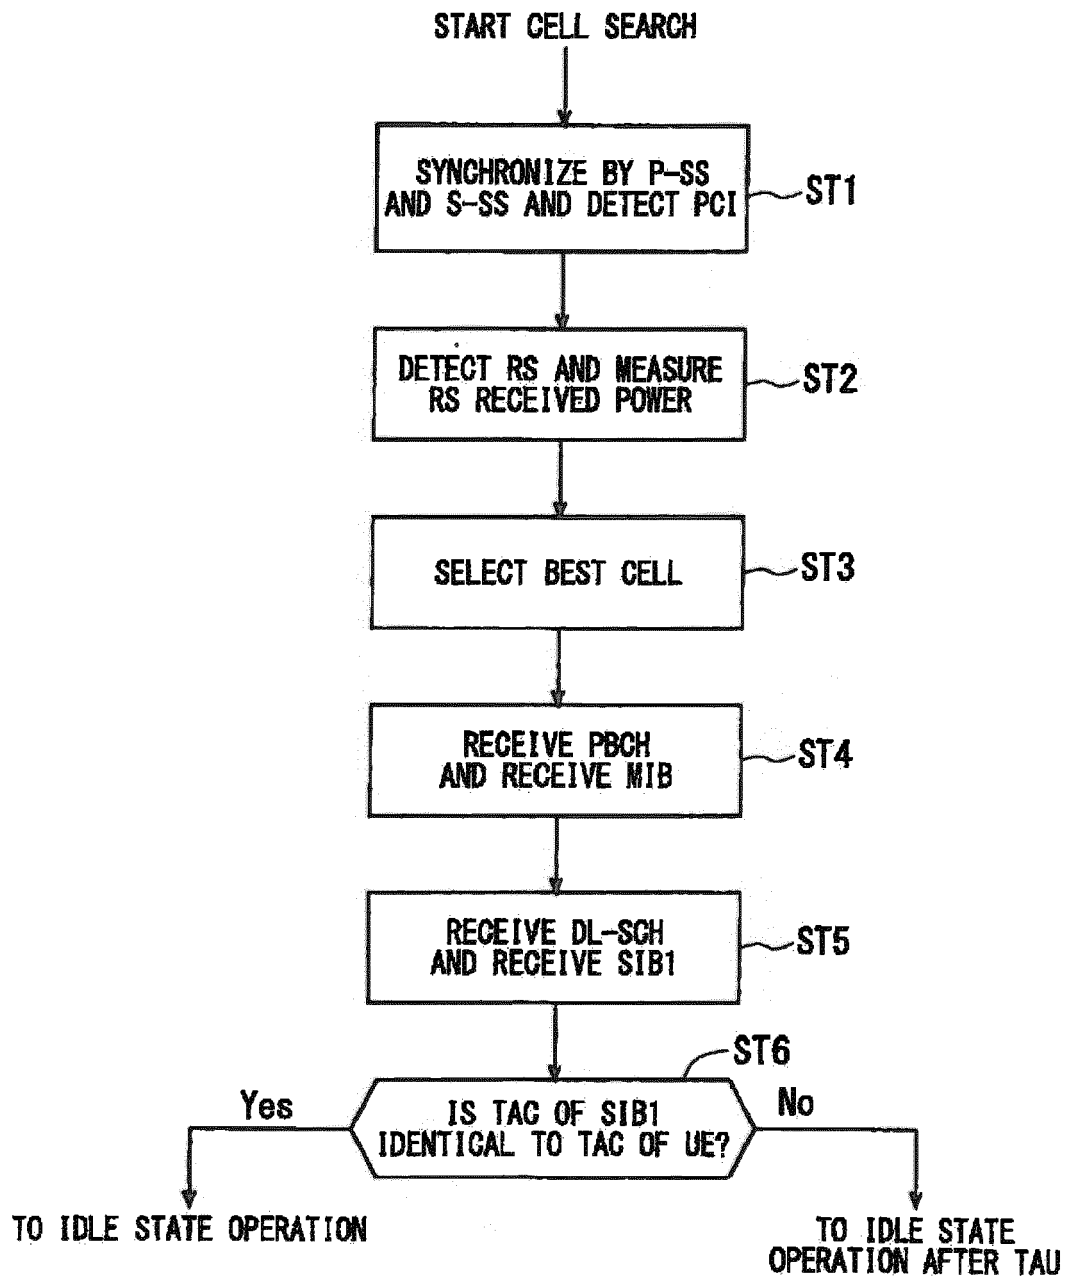 START CELL SEARCH
SYNCHRONIZE BY P-SS
AND S-SS AND DETECT PCI
ST1
DETECT RS AND MEASURE
RS RECEIVED POWER
ST2
SELECT BEST CELL
ST3
RECEIVE PBCH
AND RECEIVE MIB
ST4
RECEIVE DL-SCH
AND RECEIVE SIB1
ST5
ST6
IS TAC OF SIB1
IDENTICAL TO TAC OF UE?
Yes
No
TO IDLE STATE OPERATION
TO IDLE STATE
OPERATION AFTER TAU